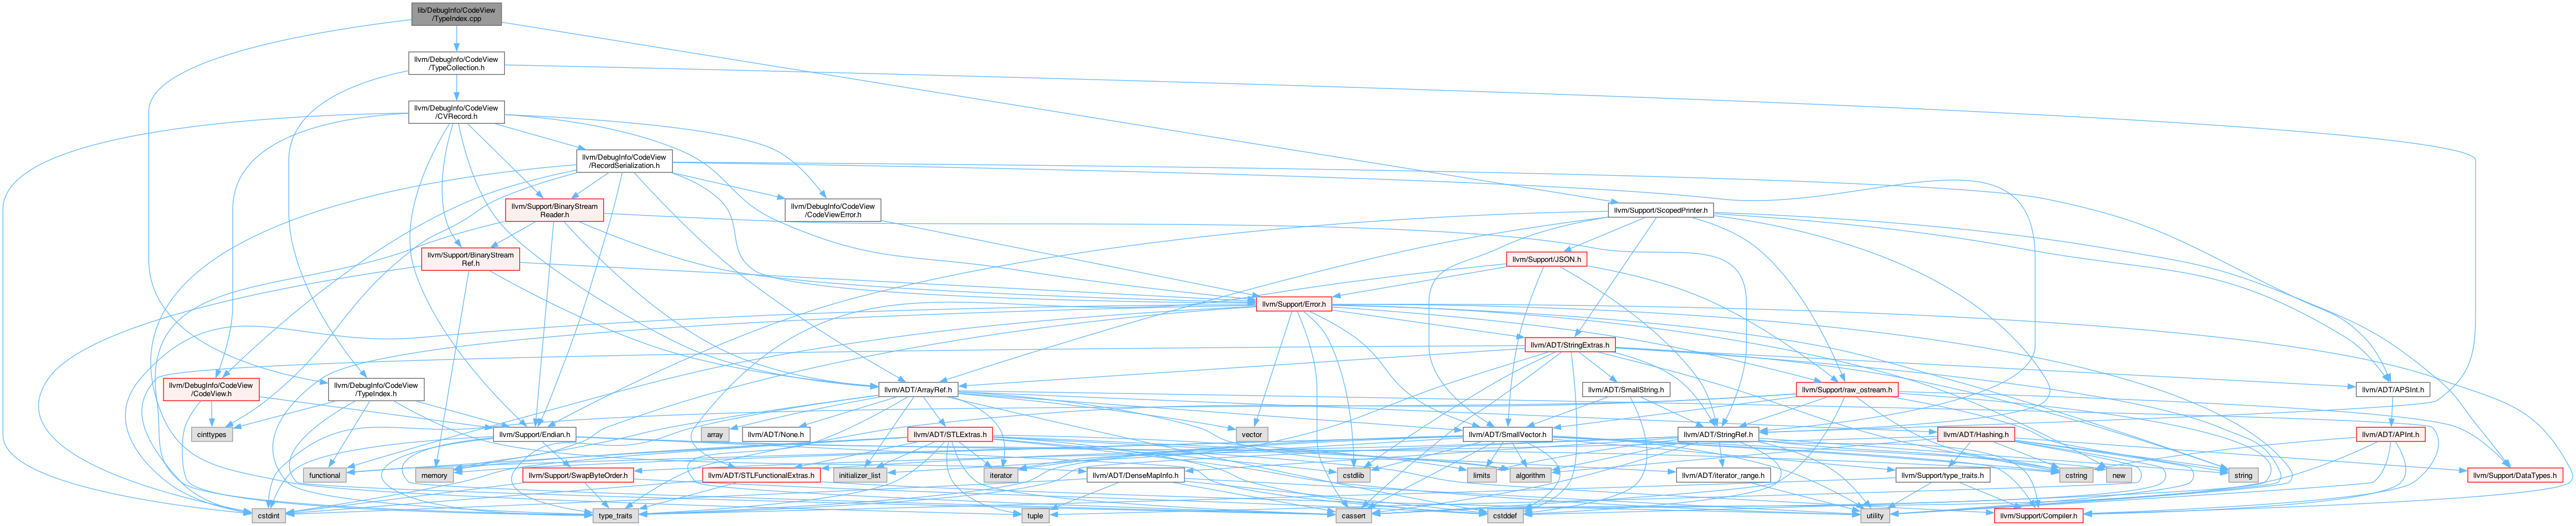 lib/DebugInfo/CodeView
/TypeIndex.cpp
llvm/DebugInfo/CodeView
/TypeCollection.h
llvm/DebugInfo/CodeView
/CVRecord.h
llvm/DebugInfo/CodeView
/RecordSerialization.h
llvm/Support/BinaryStream
Reader.h
llvm/DebugInfo/CodeView
/CodeViewError.h
llvm/Support/ScopedPrinter.h
llvm/Support/BinaryStream
Ref.h
llvm/Support/JSON.h
llvm/Support/Error.h
llvm/ADT/StringExtras.h
llvm/DebugInfo/CodeView
/CodeView.h
llvm/DebugInfo/CodeView
/TypeIndex.h
llvm/ADT/ArrayRef.h
llvm/ADT/SmallString.h
llvm/Support/raw_ostream.h
llvm/ADT/APSInt.h
cinttypes
llvm/Support/Endian.h
array
llvm/ADT/None.h
llvm/ADT/STLExtras.h
vector
llvm/ADT/SmallVector.h
llvm/ADT/StringRef.h
llvm/ADT/Hashing.h
llvm/ADT/APInt.h
functional
memory
llvm/Support/SwapByteOrder.h
llvm/ADT/STLFunctionalExtras.h
initializer_list
iterator
llvm/ADT/DenseMapInfo.h
cstdlib
limits
algorithm
llvm/ADT/iterator_range.h
llvm/Support/type_traits.h
cstring
new
string
llvm/Support/DataTypes.h
cstdint
type_traits
tuple
cassert
cstddef
utility
llvm/Support/Compiler.h